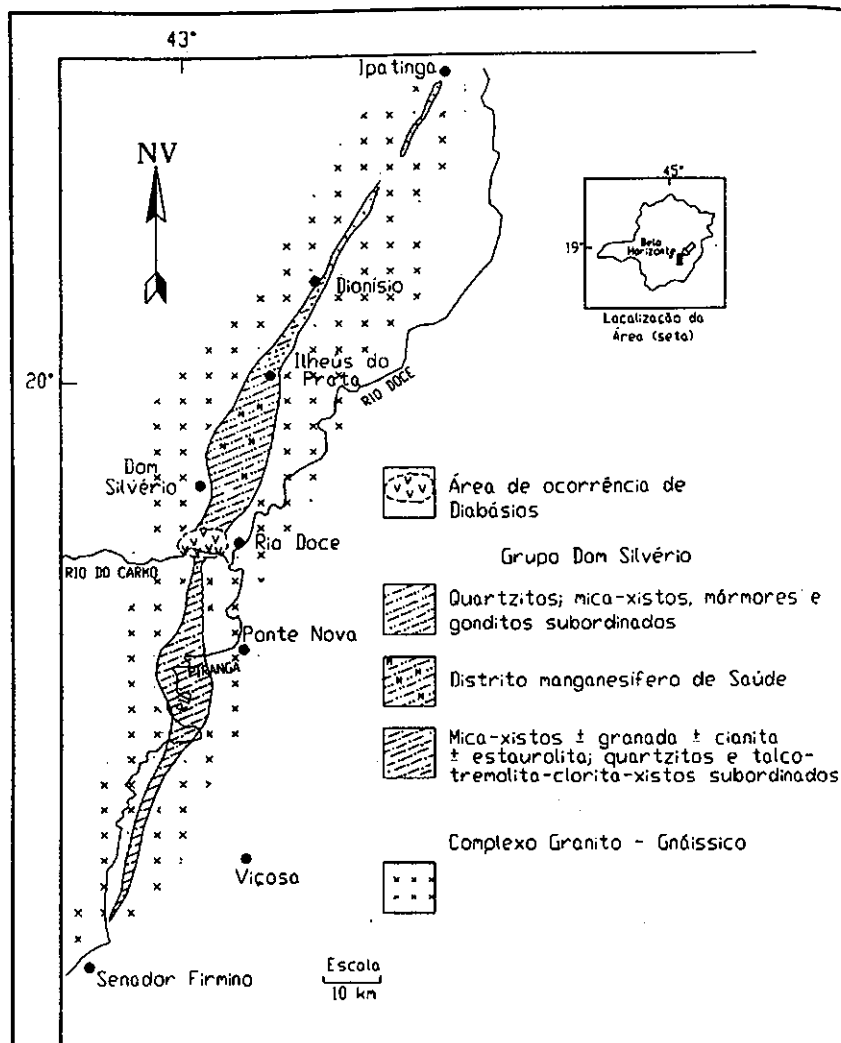 43°
Ipatinga
NV
45°
19°
Belo
Horizonte
Localização da
Área (seta)
Dionísio
Ilhéus do
Prata
20°
RIO DOCE
Dom
Silvério
Área de ocorrência de
Diabásios
Rio Doce
RIO DO CARMO
Grupo Dom Silvério
Quartzitos; mica-xistos, mármores e
gonditos subordinados
Ponte Nova
PIRANGA
RIO
Distrito manganesífero de Saúde
Mica-xistos ± granada ± cianita
± estaurolita; quartzitos e talco-
tremolita-clorita-xistos subordinados
Complexo Granito - Gnáissico
Viçosa
Escala
10 km
Senador Firmino